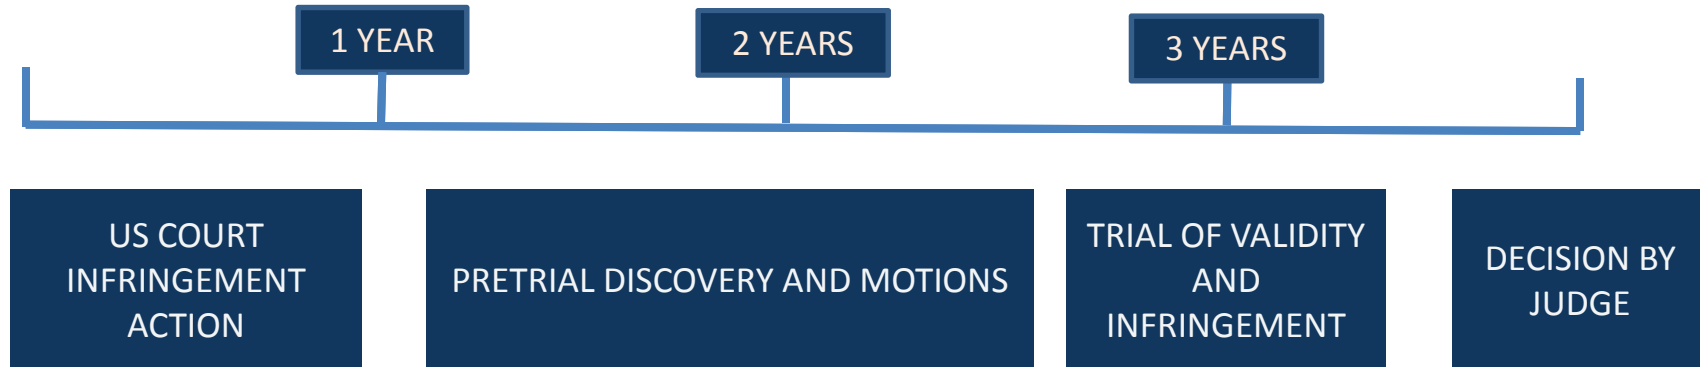 1 YEAR
2 YEARS
3 YEARS
US COURT
INFRINGEMENT
ACTION
PRETRIAL DISCOVERY AND MOTIONS
TRIAL OF VALIDITY
AND
INFRINGEMENT
DECISION BY
JUDGE